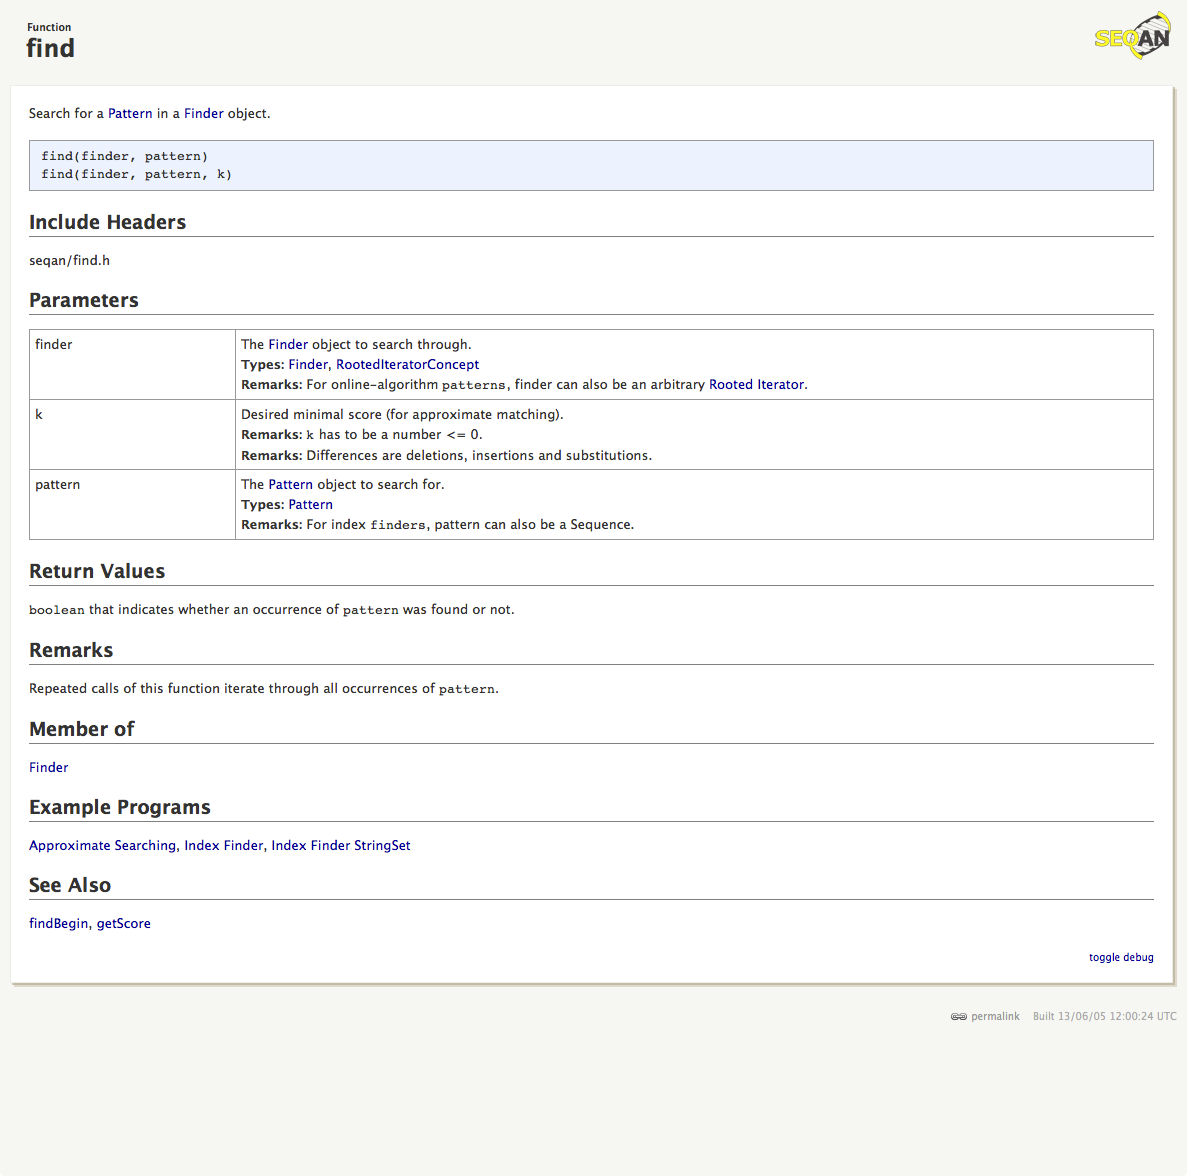 Function
find
SEQAN
Search for a Pattern in a Finder object.
find(finder, pattern)
find(finder, pattern, k)
Include Headers
seqan/find.h
Parameters
finder
The Finder object to search through.
Types: Finder, RootedIteratorConcept
Remarks: For online-algorithm patterns, finder can also be an arbitrary Rooted Iterator.
k
Desired minimal score (for approximate matching).
Remarks: k has to be a number <= 0.
Remarks: Differences are deletions, insertions and substitutions.
pattern
The Pattern object to search for.
Types: Pattern
Remarks: For index finders, pattern can also be a Sequence.
Return Values
boolean that indicates whether an occurrence of pattern was found or not.
Remarks
Repeated calls of this function iterate through all occurrences of pattern.
Member of
Finder
Example Programs
Approximate Searching, Index Finder, Index Finder StringSet
See Also
findBegin, getScore
toggle debug
permalink Built 13/06/05 12:00:24 UTC